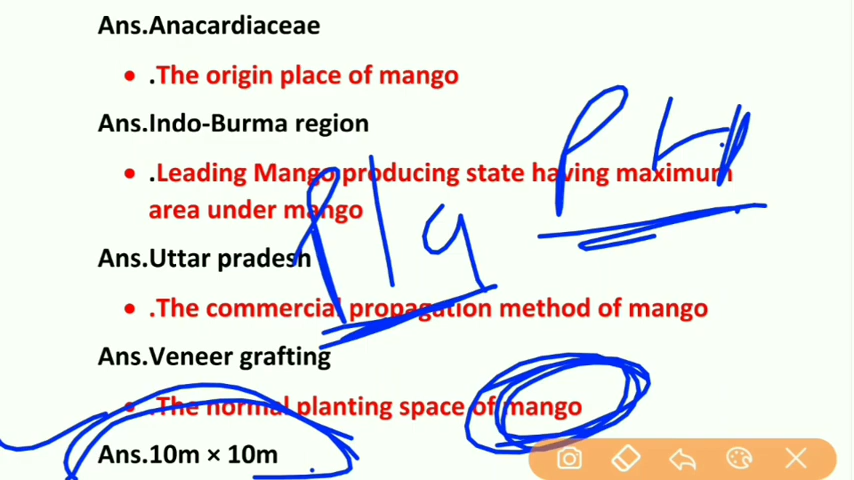 Ans.Anacardiaceae
.The origin place of mango
Ans.Indo-Burma region
.Leading Mango producing state having maximum
area under mango
Ans.Uttar pradesh
.The commercial propagation method of mango
Ans.Veneer grafting
.The normal planting space of mango
Ans.10m × 10m